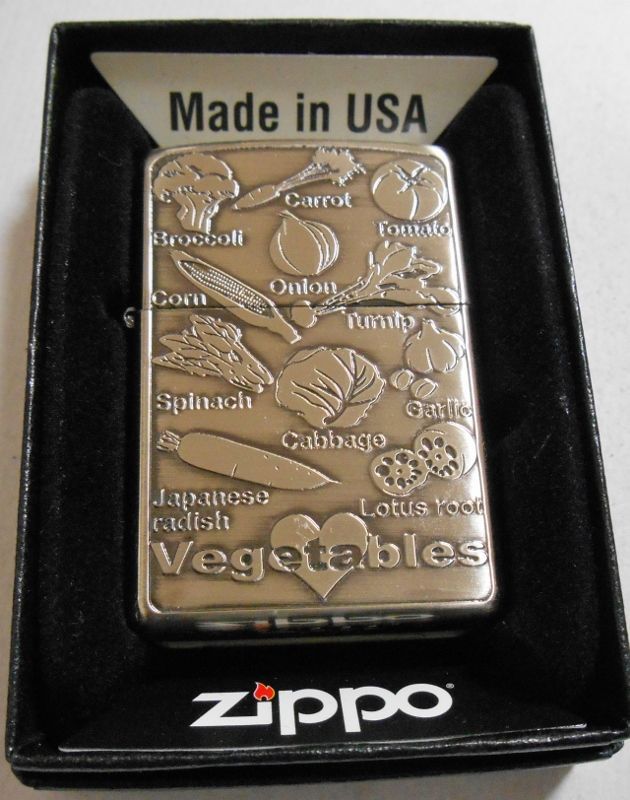 Made in USA
Carrot
Tomato
Broccoli
Onion
Corn
Turnip
Spinach
Garlic
Cabbage
Japanese
radish
Lotus root
Vegetables
zippo